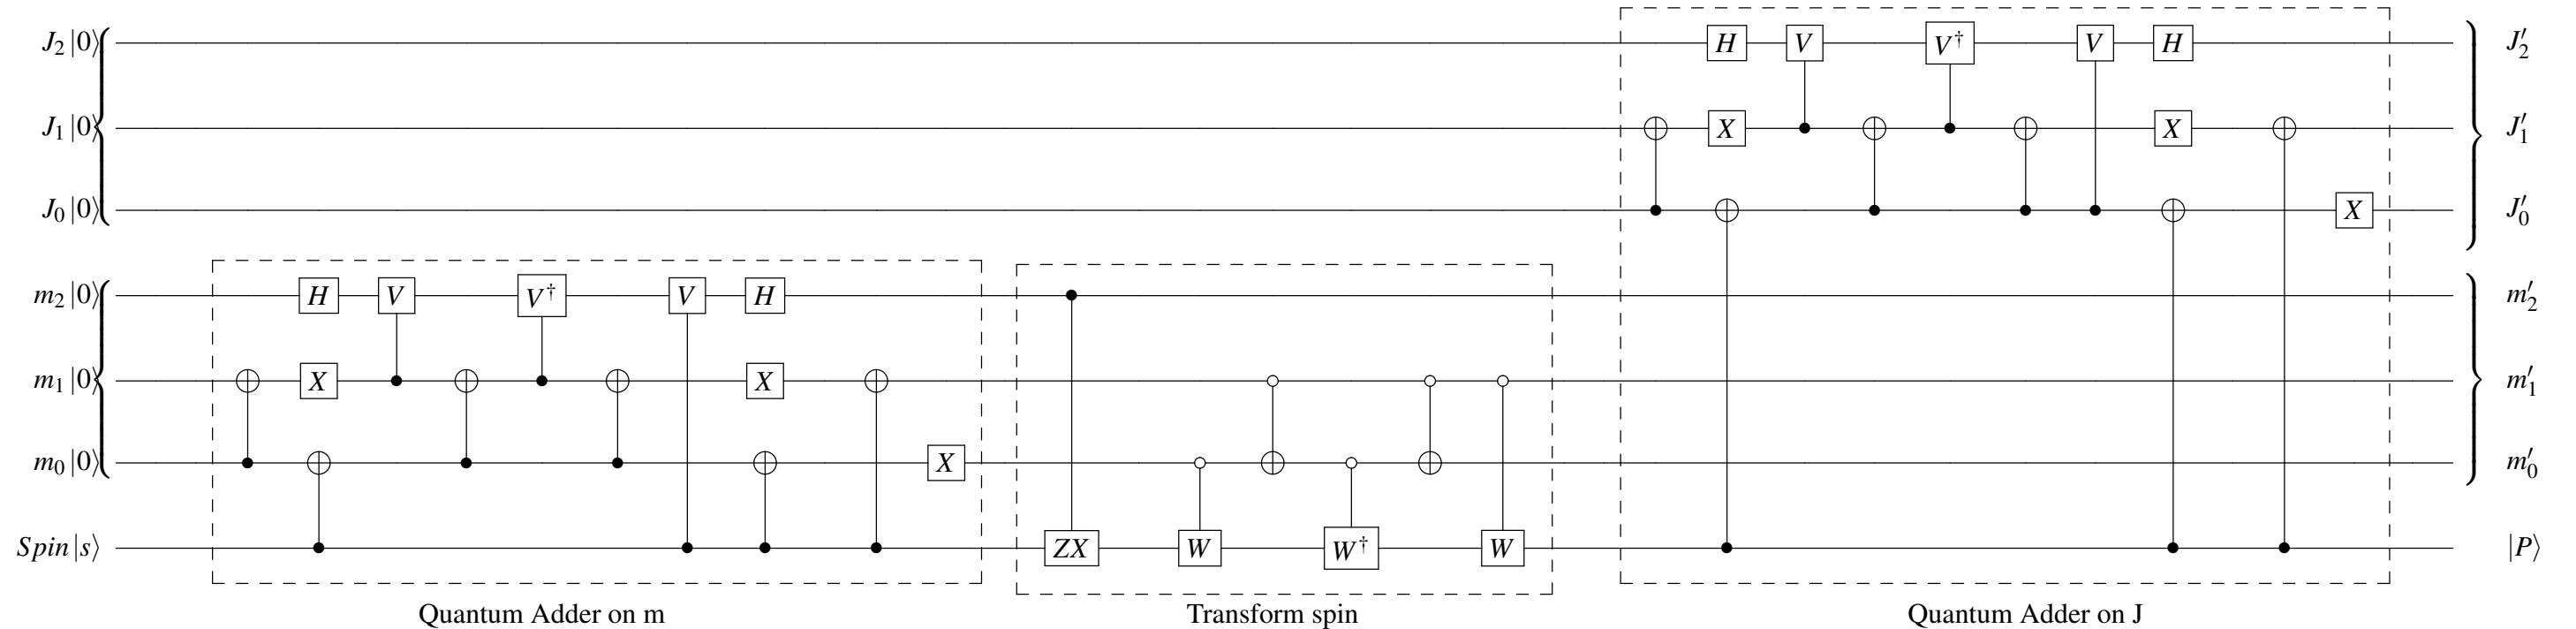 J₂ |0⟩ H V V† V H J′₂
J₁ |0⟩ X X J′₁
J₀ |0⟩ X J′₀
m₂ |0⟩ H V V† V H m′₂
m₁ |0⟩ X X m′₁
m₀ |0⟩ X m′₀
Spin |s⟩ ZX W W† W |P⟩
Quantum Adder on m Transform spin Quantum Adder on J